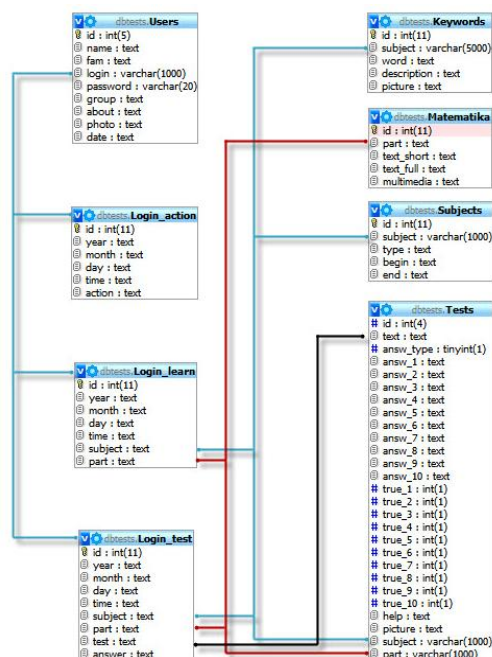 dbtests.Users
id : int(5)
name : text
fam : text
login : varchar(1000)
password : varchar(20)
group : text
about : text
photo : text
date : text
dbtests.Login_action
id : int(11)
year : text
month : text
day : text
time : text
action : text
dbtests.Login_learn
id : int(11)
year : text
month : text
day : text
time : text
subject : text
part : text
dbtests.Login_test
id : int(11)
year : text
month : text
day : text
time : text
subject : text
part : text
test : text
answer : text
dbtests.Keywords
id : int(11)
subject : varchar(5000)
word : text
description : text
picture : text
dbtests.Matematika
id : int(11)
part : text
text_short : text
text_full : text
multimedia : text
dbtests.Subjects
id : int(11)
subject : varchar(1000)
type : text
begin : text
end : text
dbtests.Tests
# id : int(4)
text : text
# answ_type : tinyint(1)
answ_1 : text
answ_2 : text
answ_3 : text
answ_4 : text
answ_5 : text
answ_6 : text
answ_7 : text
answ_8 : text
answ_9 : text
answ_10 : text
# true_1 : int(1)
# true_2 : int(1)
# true_3 : int(1)
# true_4 : int(1)
# true_5 : int(1)
# true_6 : int(1)
# true_7 : int(1)
# true_8 : int(1)
# true_9 : int(1)
# true_10 : int(1)
help : text
picture : text
subject : varchar(1000)
part : varchar(1000)